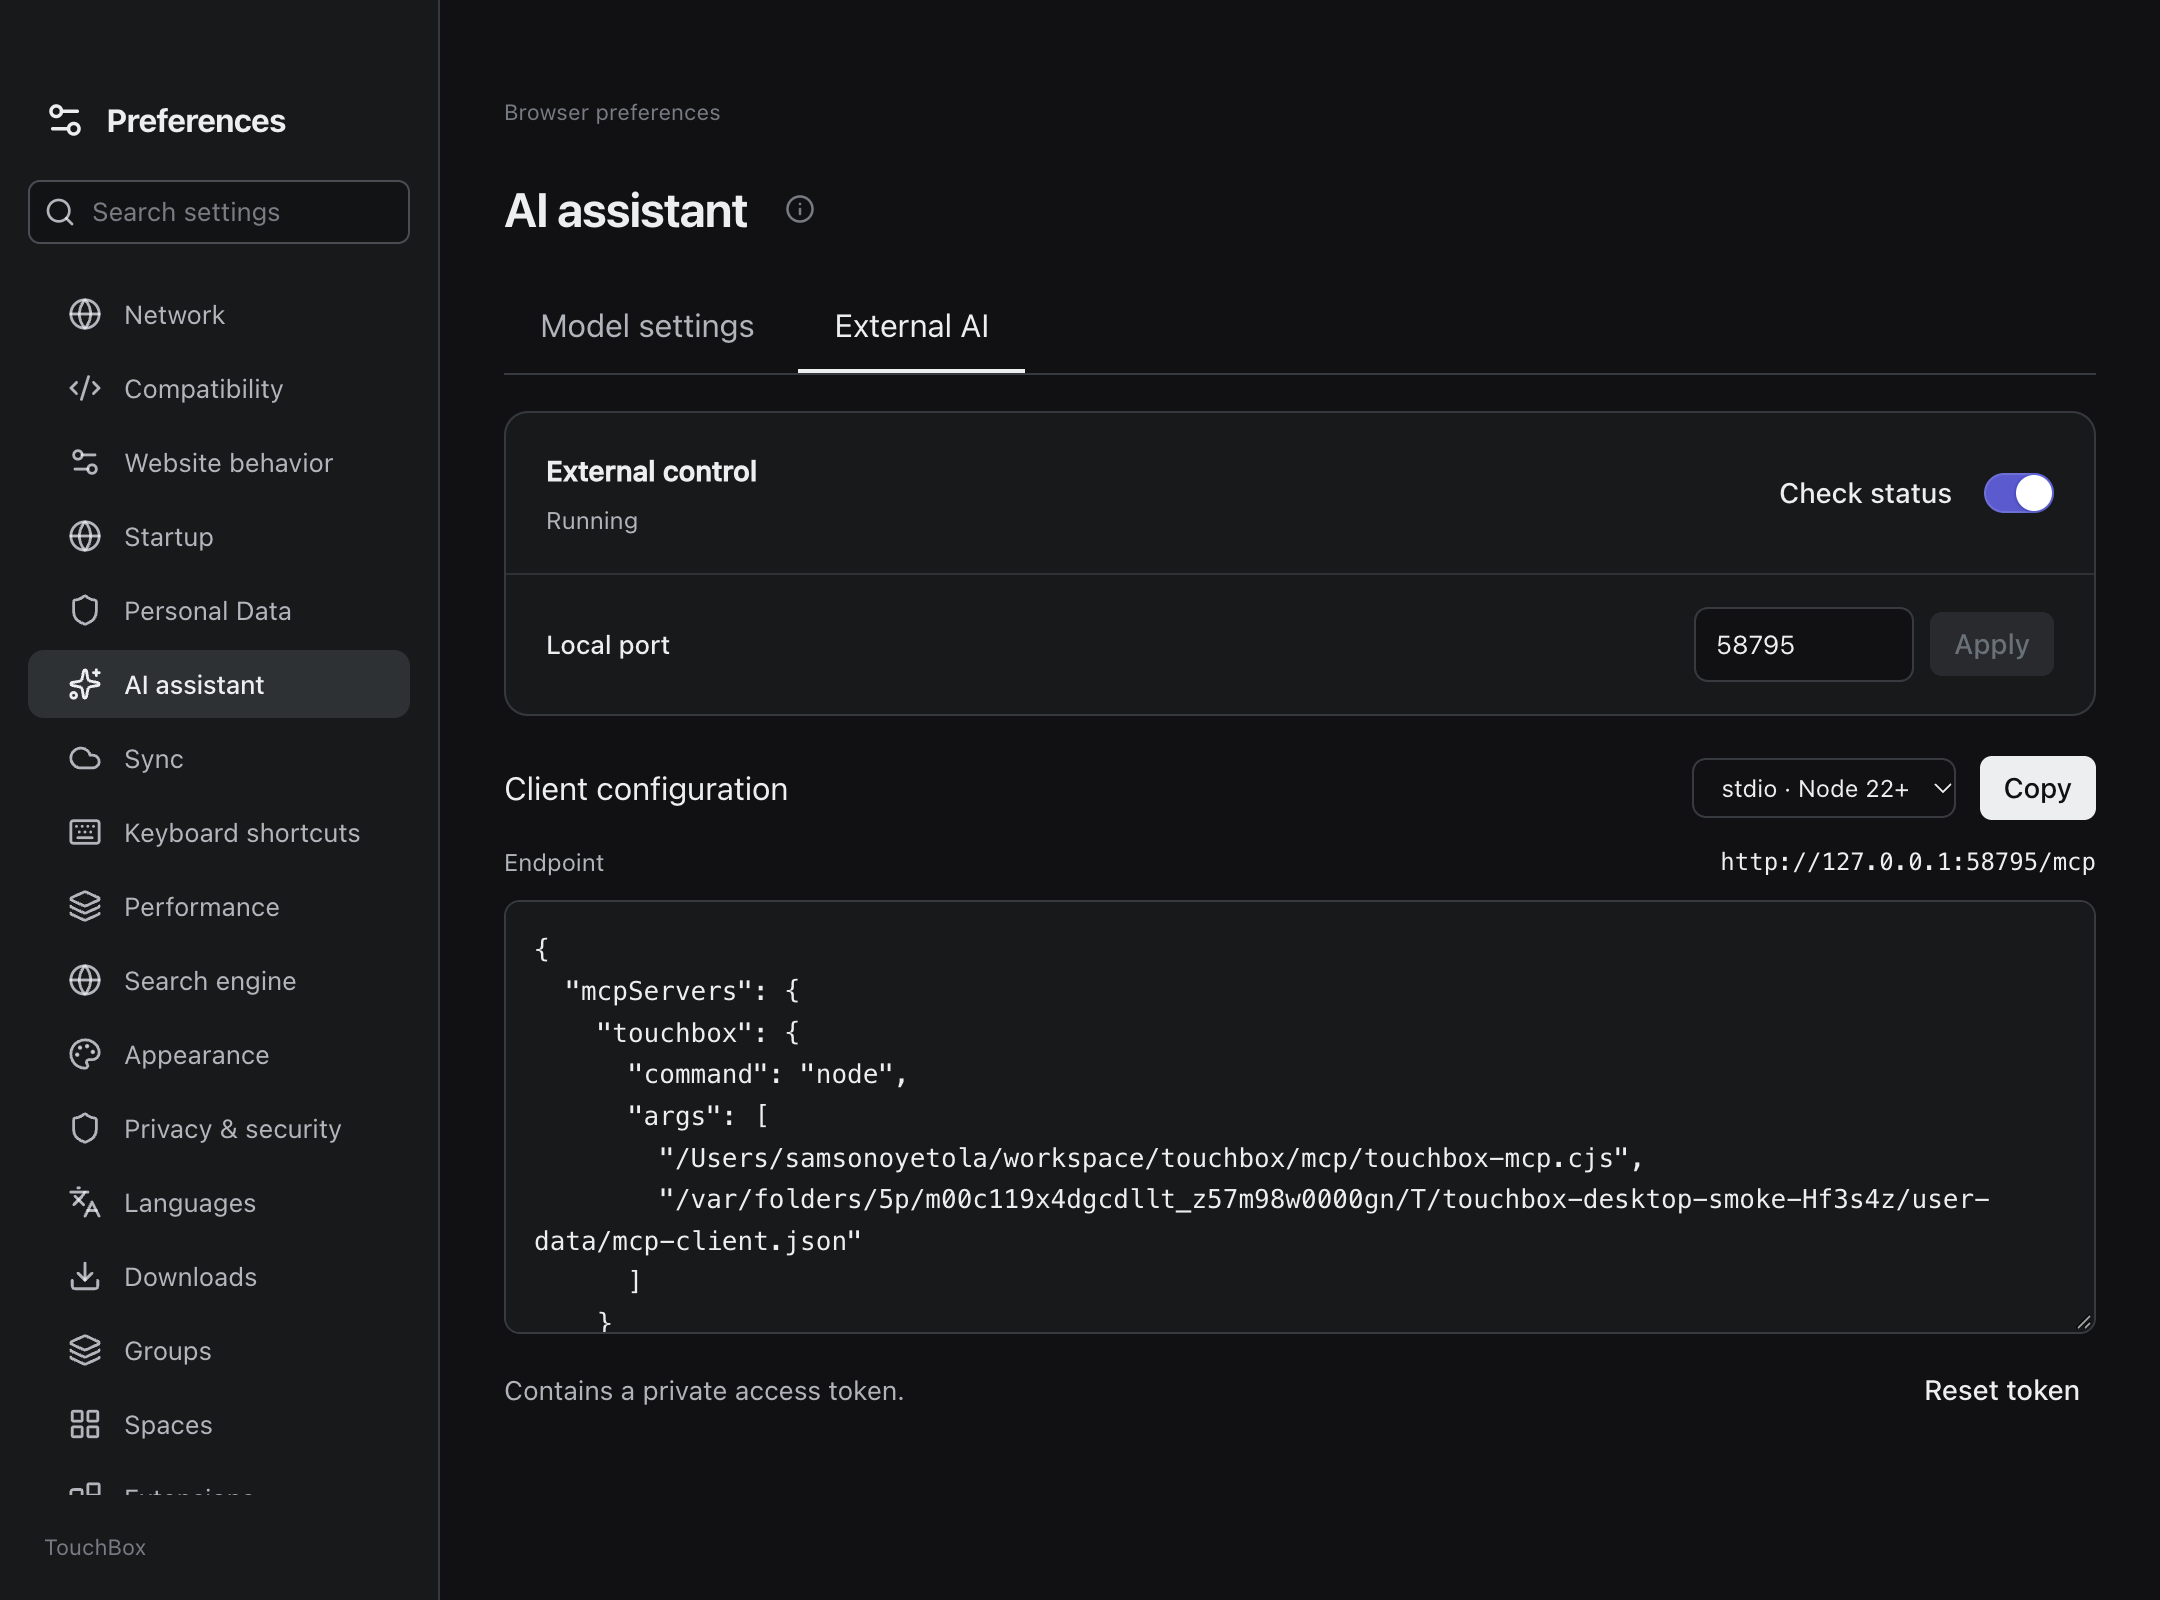 Preferences
Search settings
Network
Compatibility
Website behavior
Startup
Personal Data
AI assistant
Sync
Keyboard shortcuts
Performance
Search engine
Appearance
Privacy & security
Languages
Downloads
Groups
Spaces
Extensions
TouchBox
Browser preferences
AI assistant
Model settings
External AI
External control
Running
Check status
Local port
58795
Apply
Client configuration
stdio · Node 22+
Copy
Endpoint
http://127.0.0.1:58795/mcp
{
  "mcpServers": {
    "touchbox": {
      "command": "node",
      "args": [
        "/Users/samsonoyetola/workspace/touchbox/mcp/touchbox-mcp.cjs",
        "/var/folders/5p/m00c119x4dgcdllt_z57m98w0000gn/T/touchbox-desktop-smoke-Hf3s4z/user-
data/mcp-client.json"
      ]
    }
Contains a private access token.
Reset token